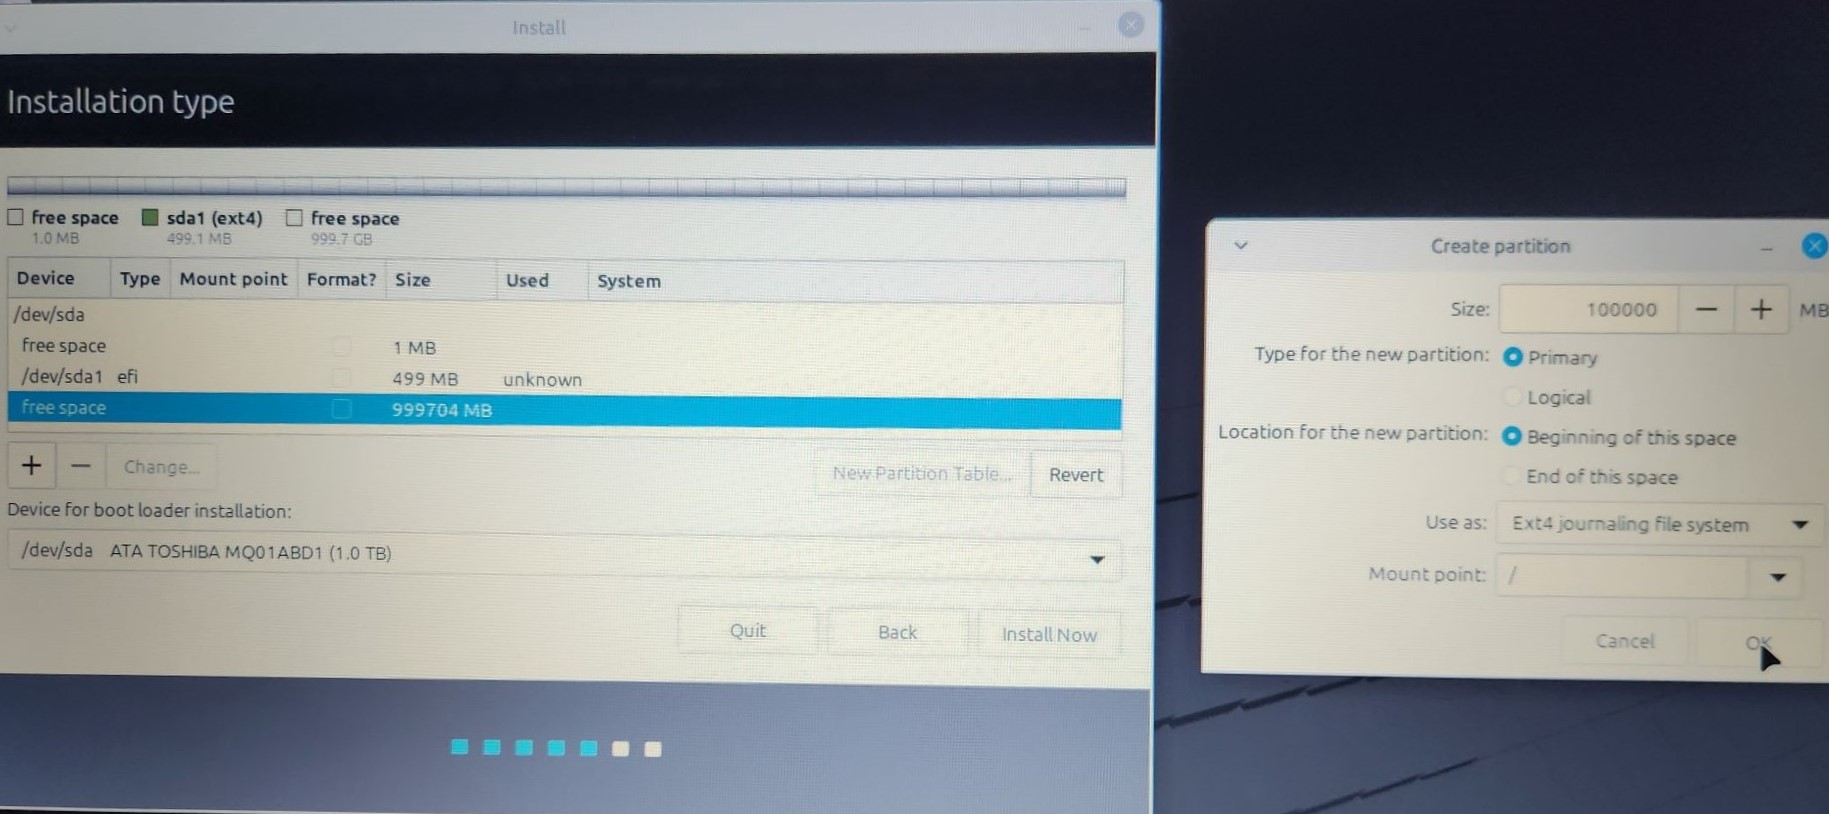 Install
Installation type
free space sda1 (ext4) free space
1.0 MB 499.1 MB 999.7 GB
Device Type Mount point Format? Size Used System
/dev/sda
free space 1 MB
/dev/sda1 efi 499 MB unknown
free space 999704 MB
+ − Change... New Partition Table... Revert
Device for boot loader installation:
/dev/sda ATA TOSHIBA MQ01ABD1 (1.0 TB)
Quit Back Install Now
Create partition
Size: 100000 − + MB
Type for the new partition: Primary
Logical
Location for the new partition: Beginning of this space
End of this space
Use as: Ext4 journaling file system
Mount point: /
Cancel OK